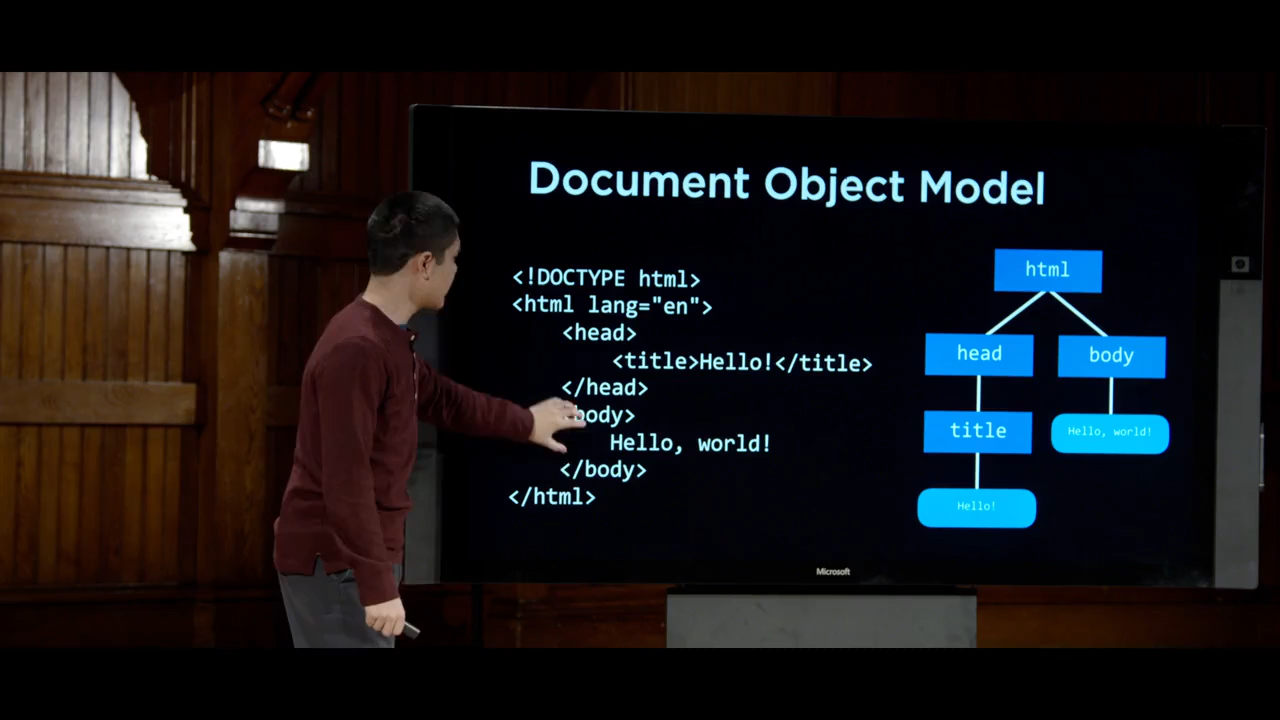 Document Object Model
<!DOCTYPE html>
<html lang="en">
<head>
<title>Hello!</title>
</head>
body>
Hello, world!
</body>
</html>
html
head
body
title
Hello, world!
Hello!
Microsoft